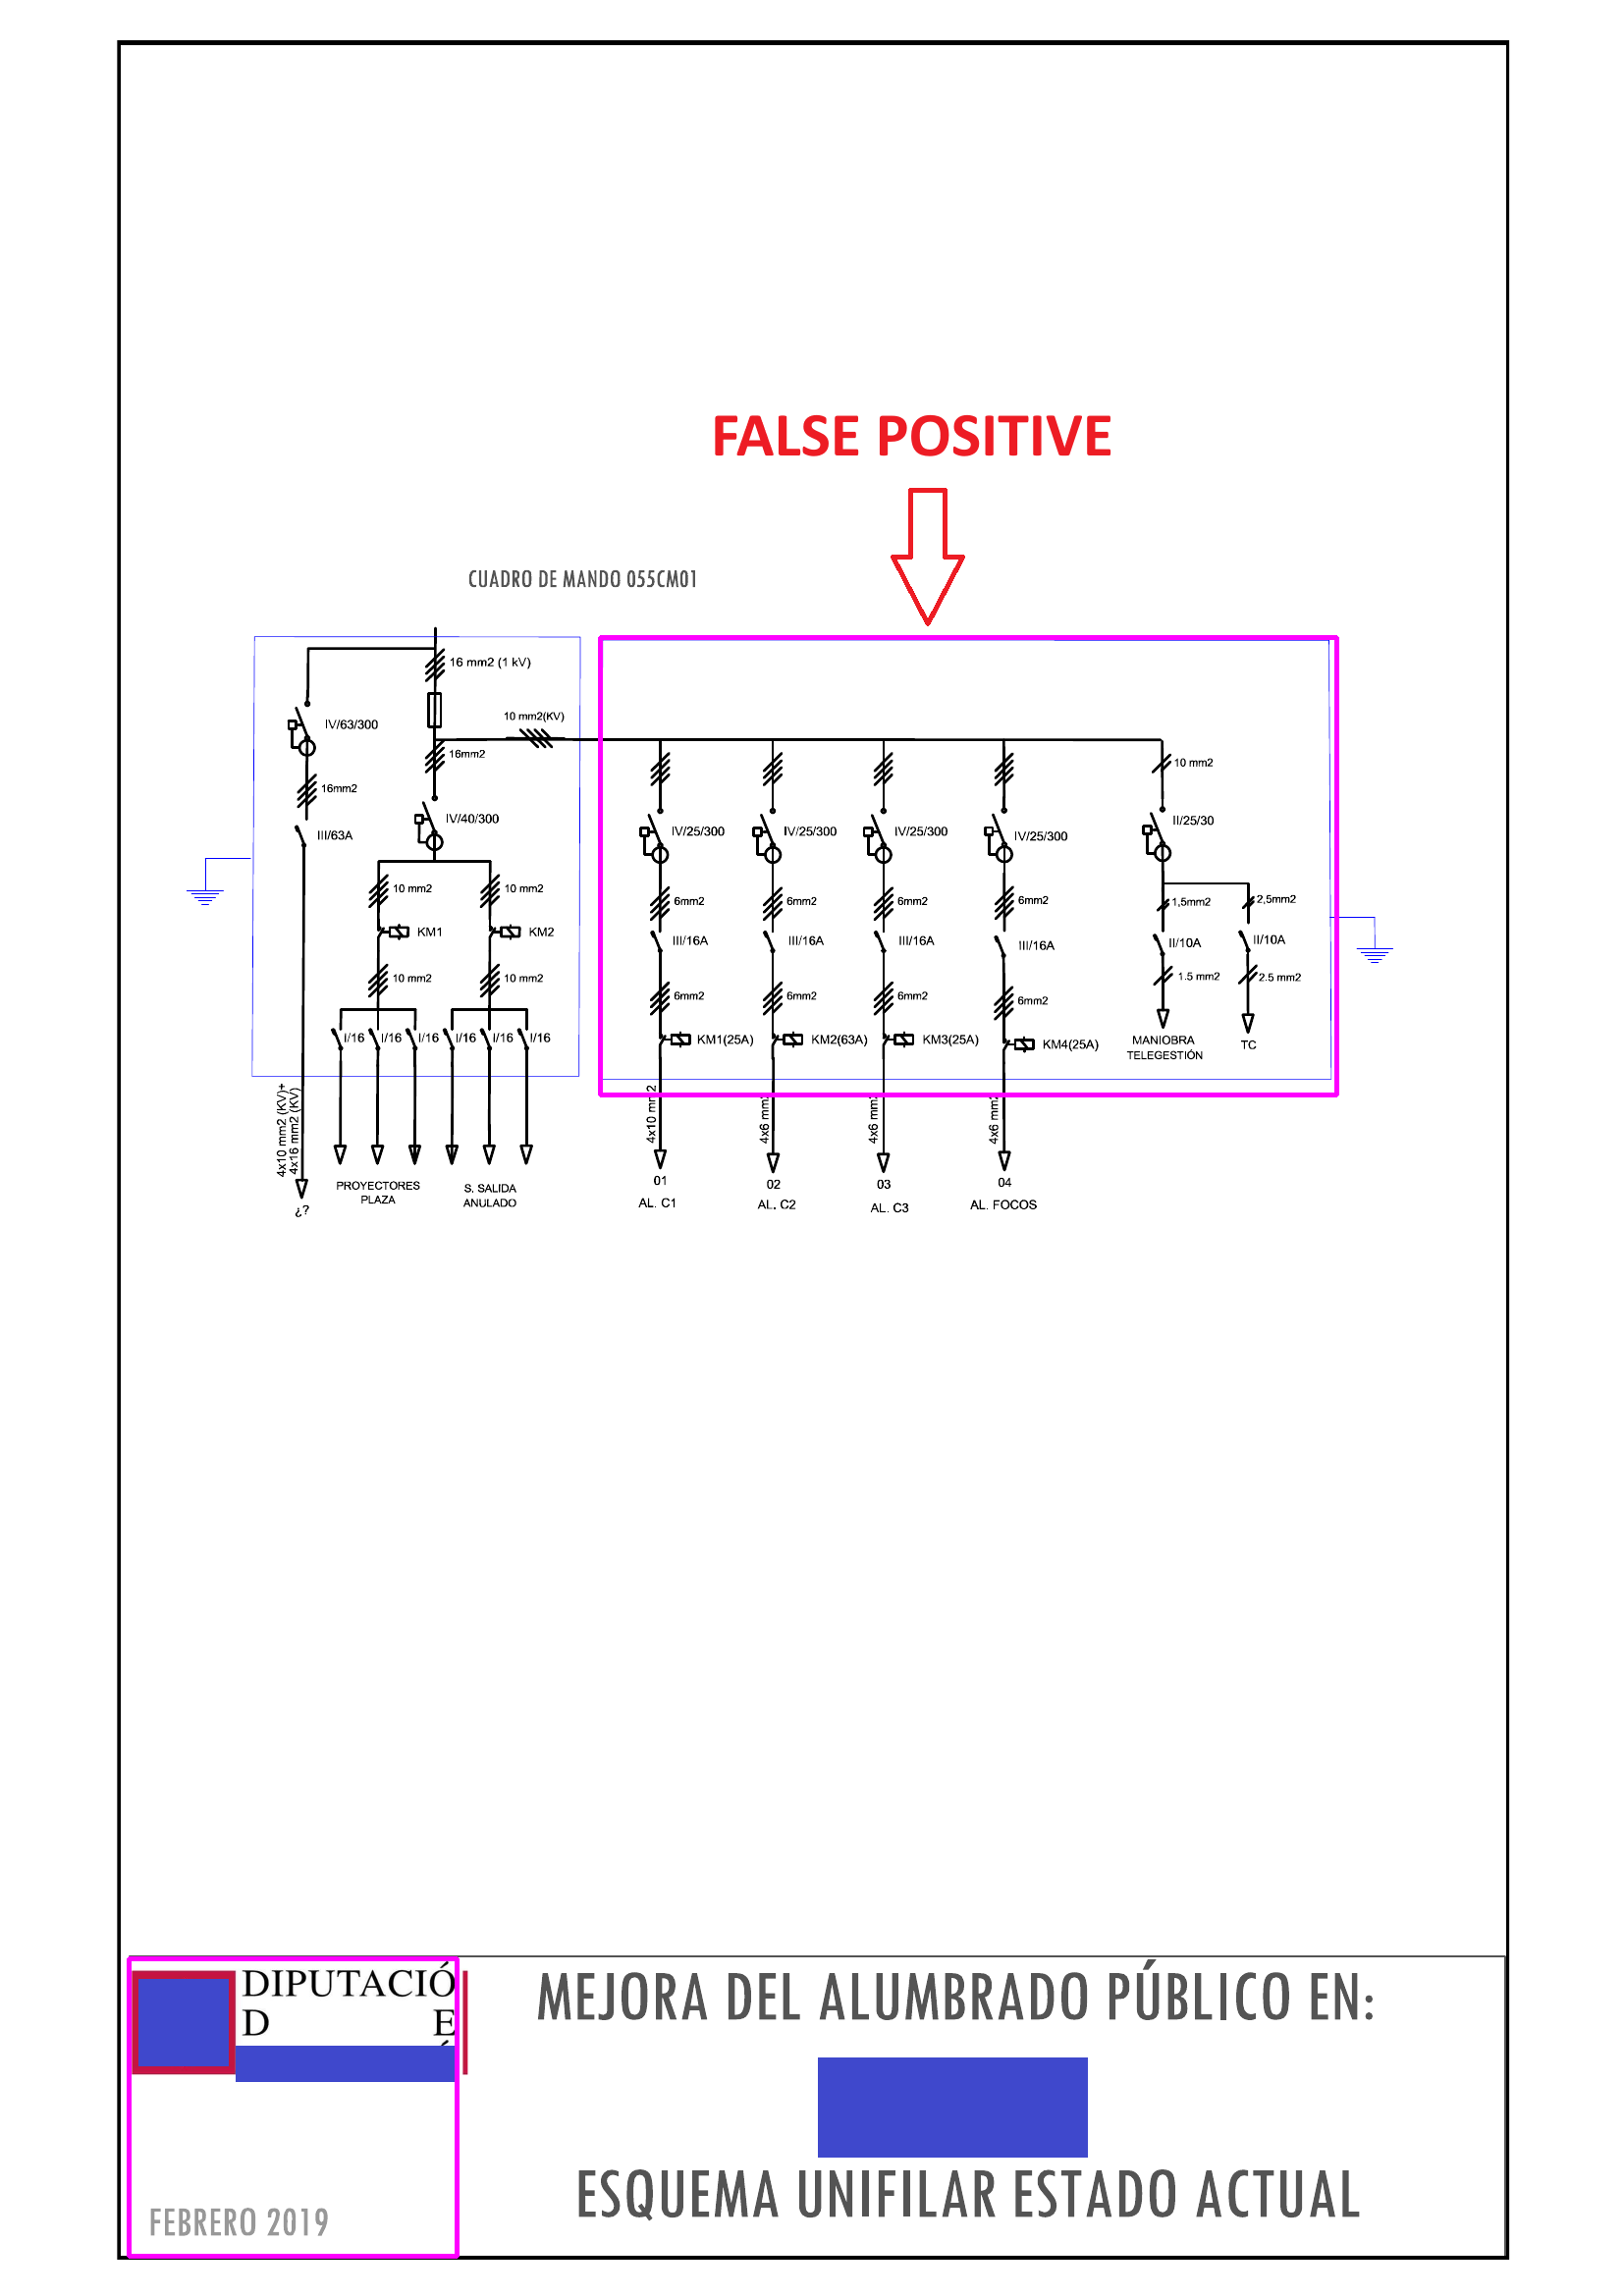 FALSE POSITIVE
CUADRO DE MANDO 055CM01
16 mm2 (1 kV)
10 mm2(KV)
IV/63/300
16mm2
10 mm2
16mm2
IV/40/300
III/63A
IV/25/300
IV/25/300
IV/25/300
IV/25/300
II/25/30
10 mm2
10 mm2
6mm2
6mm2
6mm2
6mm2
1,5mm2
2,5mm2
KM1
KM2
III/16A
III/16A
III/16A
III/16A
II/10A
II/10A
10 mm2
10 mm2
6mm2
6mm2
6mm2
6mm2
1.5 mm2
2.5 mm2
I/16
I/16
I/16
I/16
I/16
I/16
KM1(25A)
KM2(63A)
KM3(25A)
KM4(25A)
MANIOBRA
TELEGESTIÓN
TC
4x10 mm2 (KV)+
4x16 mm2 (KV)
4x10 mm2
4x6 mm2
4x6 mm2
4x6 mm2
PROYECTORES
PLAZA
S. SALIDA
ANULADO
¿?
01
AL. C1
02
AL. C2
03
AL. C3
04
AL. FOCOS
DIPUTACIÓ
D E
MEJORA DEL ALUMBRADO PÚBLICO EN:
ESQUEMA UNIFILAR ESTADO ACTUAL
FEBRERO 2019